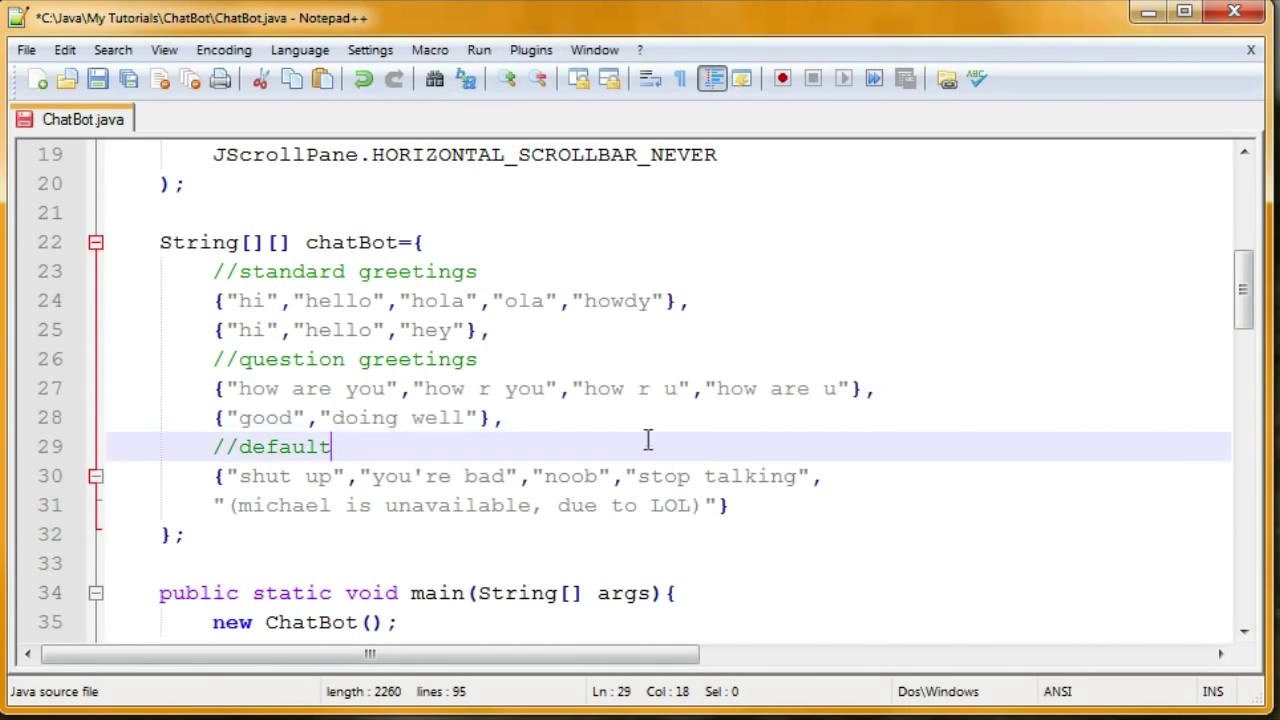 *C:\Java\My Tutorials\ChatBot\ChatBot.java - Notepad++
File Edit Search View Encoding Language Settings Macro Run Plugins Window ? X
ABC
ChatBot.java
19 JScrollPane.HORIZONTAL_SCROLLBAR_NEVER
20 );
21
22 String[][] chatBot={
23 //standard greetings
24 {"hi","hello","hola","ola","howdy"},
25 {"hi","hello","hey"},
26 //question greetings
27 {"how are you","how r you","how r u","how are u"},
28 {"good","doing well"},
29 //default
30 {"shut up","you're bad","noob","stop talking",
31 "(michael is unavailable, due to LOL)"}
32 };
33
34 public static void main(String[] args){
35 new ChatBot();
Java source file length : 2260 lines : 95 Ln : 29 Col : 18 Sel : 0 Dos\Windows ANSI INS